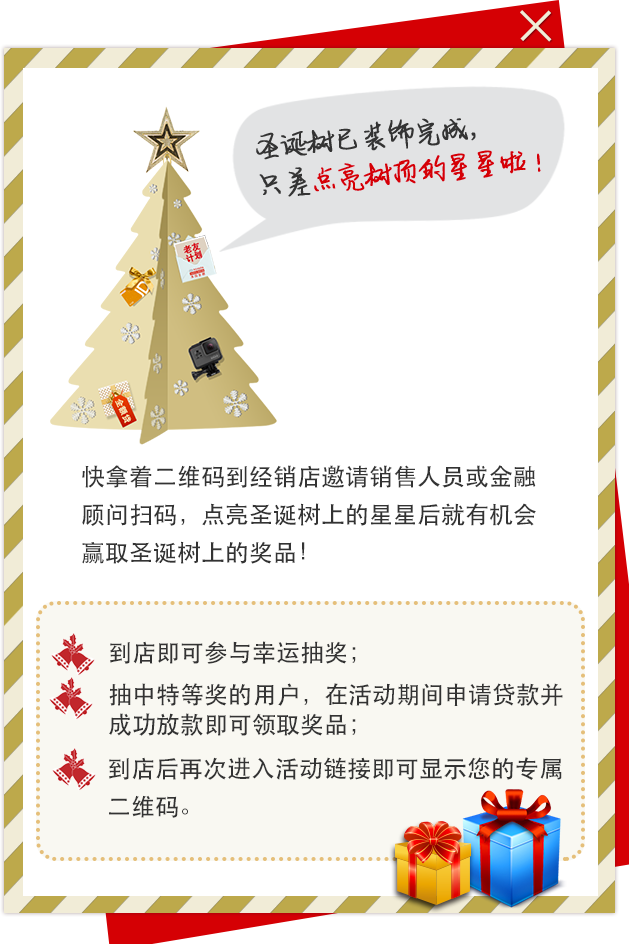 圣诞树已装饰完成，
只差点亮树顶的星星啦！
老友
计划
快拿着二维码到经销店邀请销售人员或金融
顾问扫码，点亮圣诞树上的星星后就有机会
赢取圣诞树上的奖品！
到店即可参与幸运抽奖；
抽中特等奖的用户，在活动期间申请贷款并
成功放款即可领取奖品；
到店后再次进入活动链接即可显示您的专属
二维码。